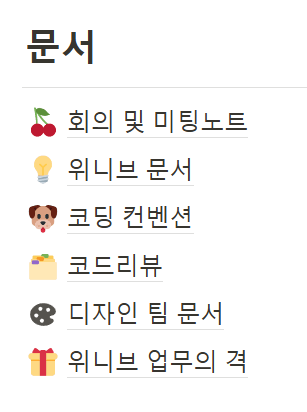 문서
회의 및 미팅노트
위니브 문서
코딩 컨벤션
코드리뷰
디자인 팀 문서
위니브 업무의 격